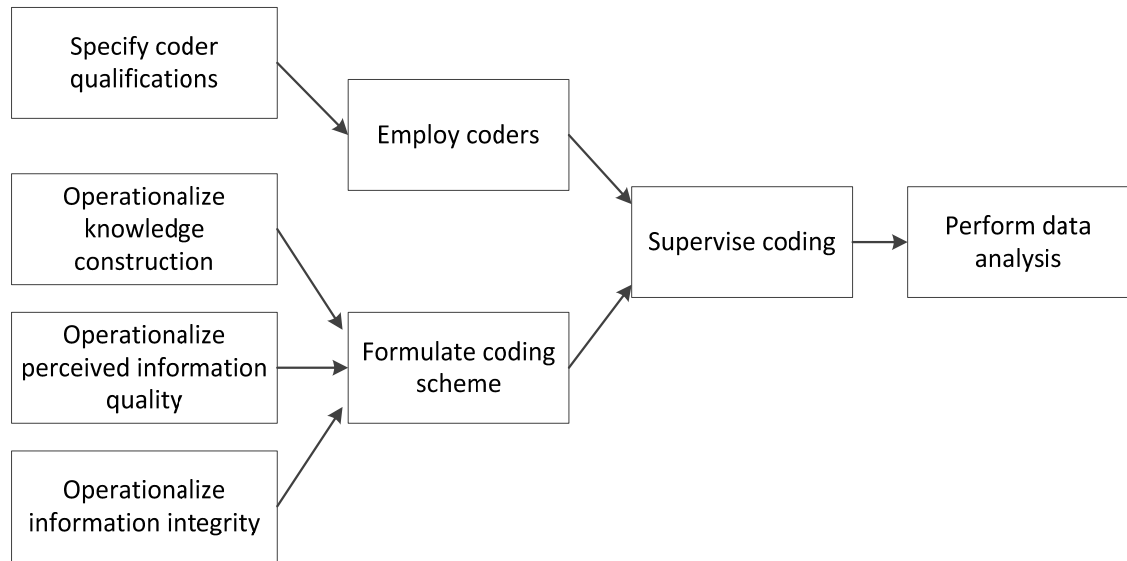 Specify coder
qualifications
Employ coders
Operationalize
knowledge
construction
Supervise coding
Perform data
analysis
Operationalize
perceived information
quality
Formulate coding
scheme
Operationalize
information integrity